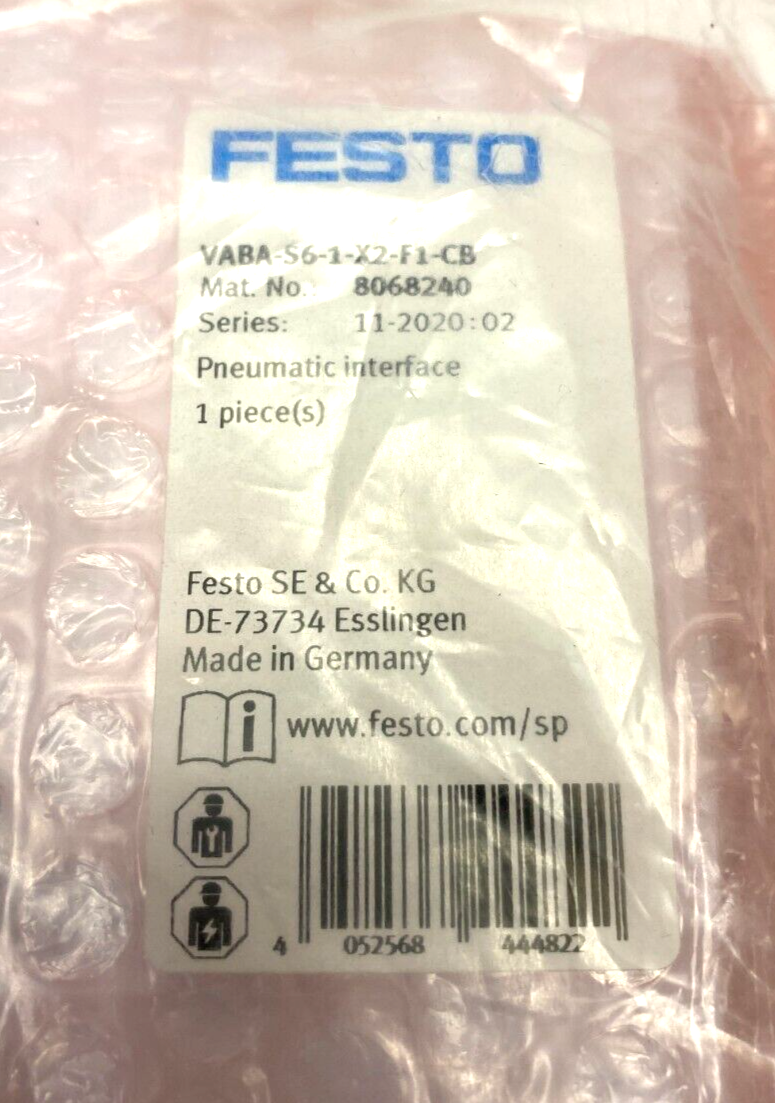 FESTO
VABA-S6-1-X2-F1-CB
Mat. No.: 8068240
Series: 11-2020:02
Pneumatic interface
1 piece(s)
Festo SE & Co. KG
DE-73734 Esslingen
Made in Germany
i www.festo.com/sp
4 052568 444822